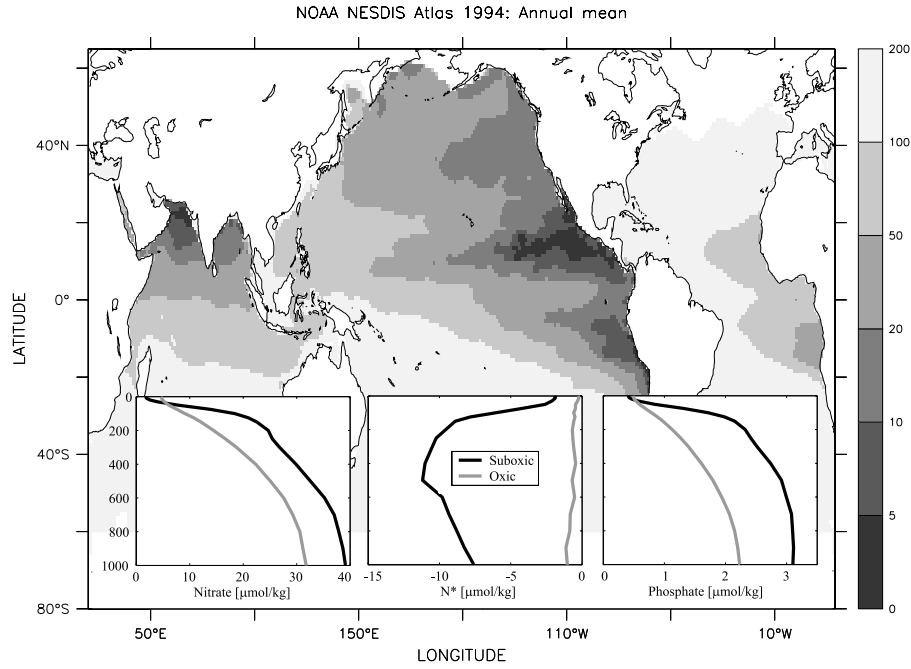 NOAA NESDIS Atlas 1994: Annual mean
200
100
50
20
10
5
0
40°N
0°
40°S
80°S
LATITUDE
50°E
150°E
110°W
10°W
LONGITUDE
0
200
400
600
800
1000
0
10
20
30
40
Nitrate [μmol/kg]
Suboxic
Oxic
-15
-10
-5
0
N* [μmol/kg]
0
1
2
3
Phosphate [μmol/kg]